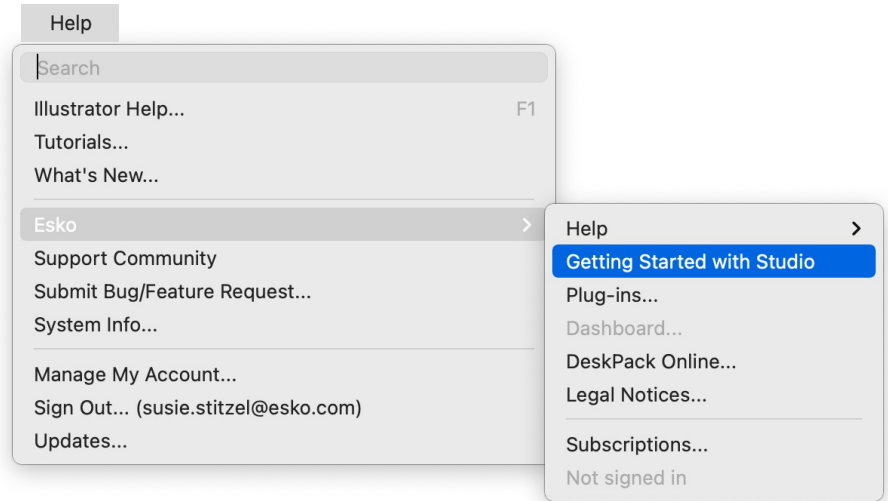 Help
Search
Illustrator Help... F1
Tutorials...
What's New...
Esko
Support Community
Submit Bug/Feature Request...
System Info...
Manage My Account...
Sign Out... (susie.stitzel@esko.com)
Updates...
Help
Getting Started with Studio
Plug-ins...
Dashboard...
DeskPack Online...
Legal Notices...
Subscriptions...
Not signed in